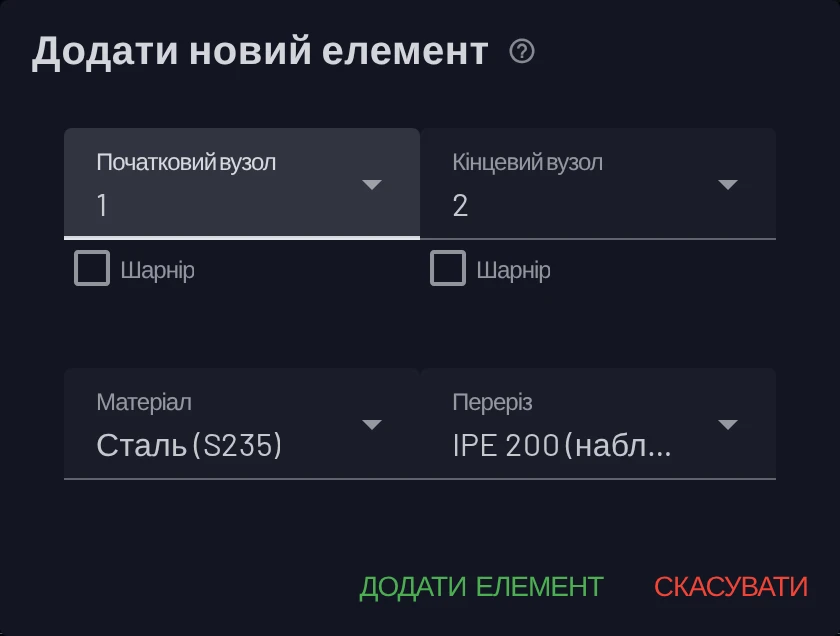 Додати новий елемент
Початковий вузол
1
Кінцевий вузол
2
Шарнір
Шарнір
Матеріал
Сталь (S235)
Переріз
IPE 200 (набл...
ДОДАТИ ЕЛЕМЕНТ
СКАСУВАТИ